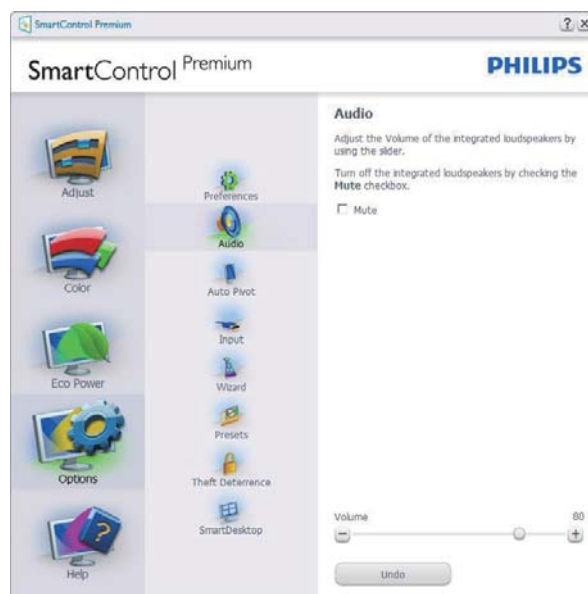 SmartControl Premium
SmartControl Premium
PHILIPS
Adjust
Color
Eco Power
Options
Help
Preferences
Audio
Auto Pivot
Input
Wizard
Presets
Theft Deterrence
SmartDesktop
Audio
Adjust the Volume of the integrated loudspeakers by
using the slider.
Turn off the integrated loudspeakers by checking the
Mute checkbox.
Mute
Volume 80
Undo